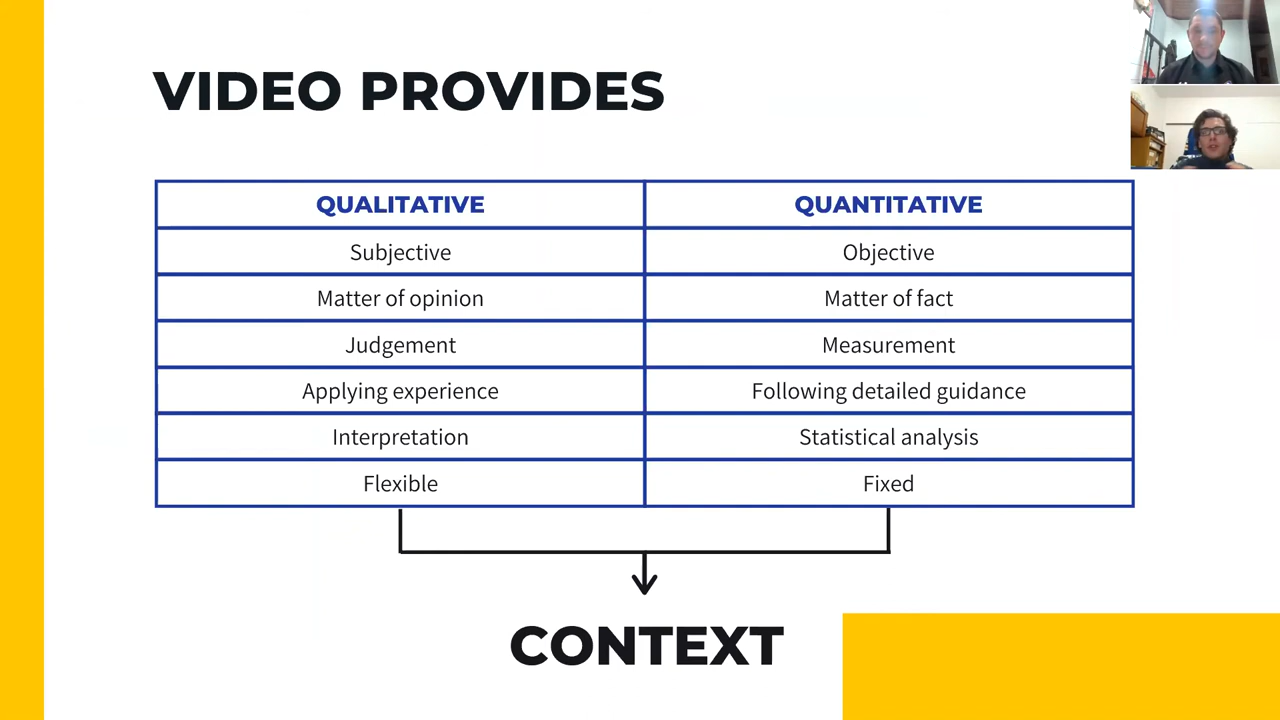 VIDEO PROVIDES
QUALITATIVE QUANTITATIVE
Subjective Objective
Matter of opinion Matter of fact
Judgement Measurement
Applying experience Following detailed guidance
Interpretation Statistical analysis
Flexible Fixed
CONTEXT